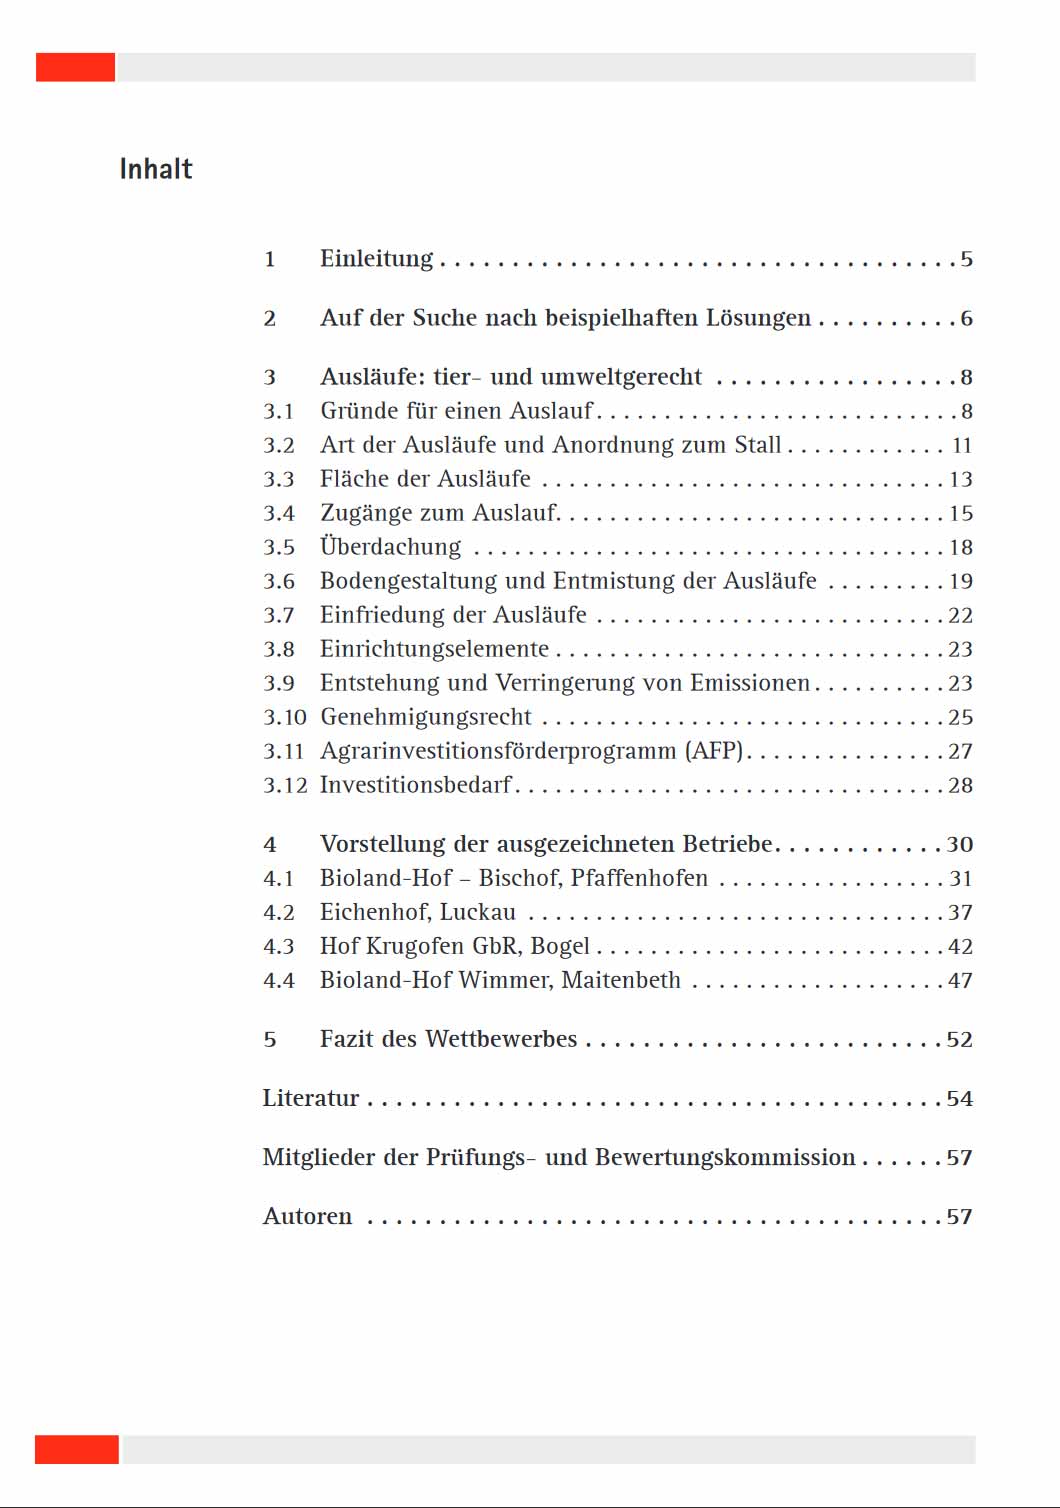 Inhalt
1 Einleitung . . . . . . . . . . . . . . . . . . . . . . . . . . . . . . . . . . . . 5
2 Auf der Suche nach beispielhaften Lösungen . . . . . . . . . . 6
3 Ausläufe: tier- und umweltgerecht . . . . . . . . . . . . . . . . . 8
3.1 Gründe für einen Auslauf . . . . . . . . . . . . . . . . . . . . . . . . . . . 8
3.2 Art der Ausläufe und Anordnung zum Stall . . . . . . . . . . . . 11
3.3 Fläche der Ausläufe . . . . . . . . . . . . . . . . . . . . . . . . . . . . . . 13
3.4 Zugänge zum Auslauf. . . . . . . . . . . . . . . . . . . . . . . . . . . . . 15
3.5 Überdachung . . . . . . . . . . . . . . . . . . . . . . . . . . . . . . . . . . . 18
3.6 Bodengestaltung und Entmistung der Ausläufe . . . . . . . . . 19
3.7 Einfriedung der Ausläufe . . . . . . . . . . . . . . . . . . . . . . . . . . 22
3.8 Einrichtungselemente . . . . . . . . . . . . . . . . . . . . . . . . . . . . . 23
3.9 Entstehung und Verringerung von Emissionen . . . . . . . . . . 23
3.10 Genehmigungsrecht . . . . . . . . . . . . . . . . . . . . . . . . . . . . . . 25
3.11 Agrarinvestitionsförderprogramm (AFP) . . . . . . . . . . . . . . . 27
3.12 Investitionsbedarf . . . . . . . . . . . . . . . . . . . . . . . . . . . . . . . . 28
4 Vorstellung der ausgezeichneten Betriebe. . . . . . . . . . . . 30
4.1 Bioland-Hof – Bischof, Pfaffenhofen . . . . . . . . . . . . . . . . . 31
4.2 Eichenhof, Luckau . . . . . . . . . . . . . . . . . . . . . . . . . . . . . . . 37
4.3 Hof Krugofen GbR, Bogel . . . . . . . . . . . . . . . . . . . . . . . . . . 42
4.4 Bioland-Hof Wimmer, Maitenbeth . . . . . . . . . . . . . . . . . . . 47
5 Fazit des Wettbewerbes . . . . . . . . . . . . . . . . . . . . . . . . . 52
Literatur . . . . . . . . . . . . . . . . . . . . . . . . . . . . . . . . . . . . . . . . 54
Mitglieder der Prüfungs- und Bewertungskommission . . . . . . 57
Autoren . . . . . . . . . . . . . . . . . . . . . . . . . . . . . . . . . . . . . . . . 57